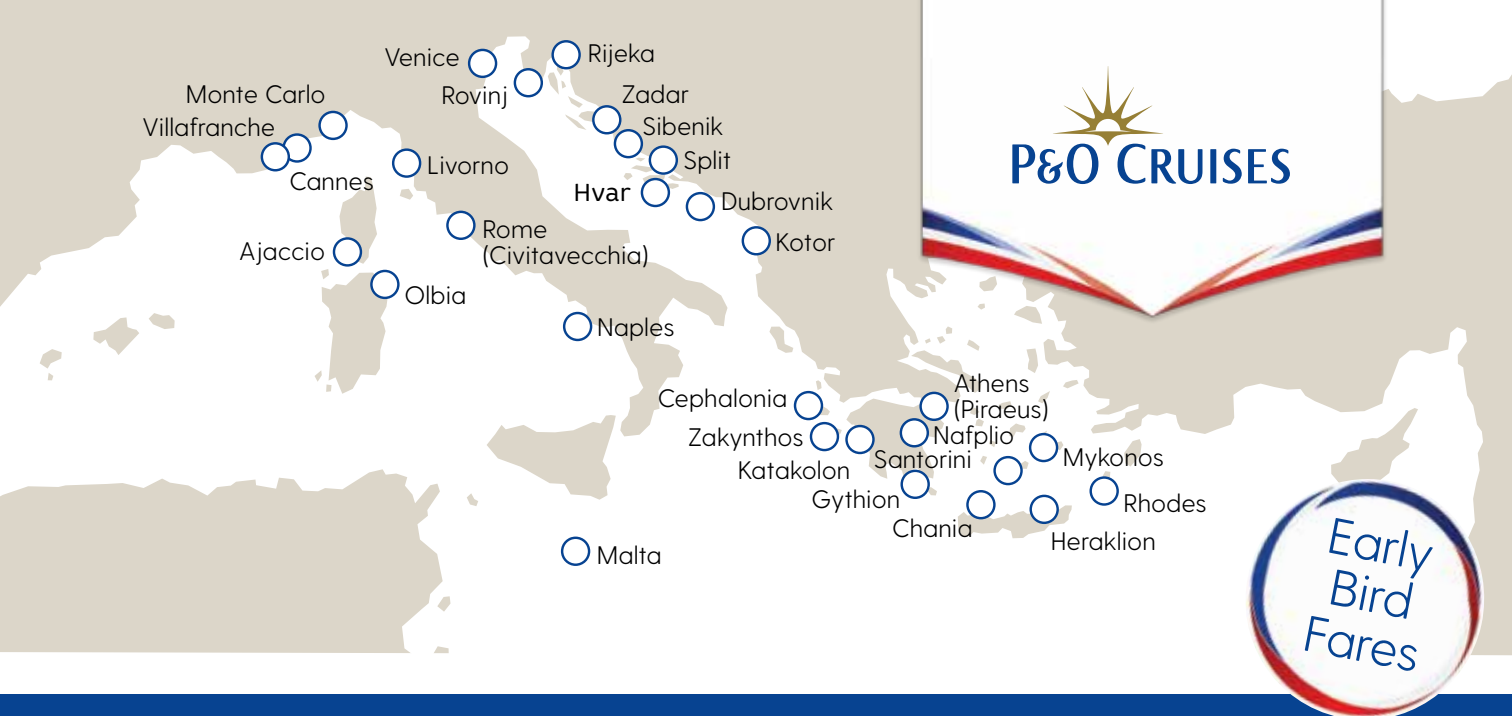 Venice
Rijeka
Rovinj
Monte Carlo
Zadar
Villafranche
Sibenik
Split
Livorno
Cannes
Hvar
Dubrovnik
Rome
(Civitavecchia)
Kotor
Ajaccio
Olbia
Naples
P&O CRUISES
Athens
(Piraeus)
Cephalonia
Zakynthos
Nafplio
Santorini
Mykonos
Katakolon
Gythion
Rhodes
Chania
Heraklion
Malta
Early
Bird
Fares